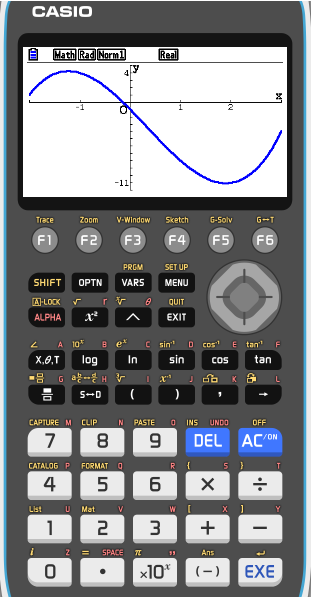 CASIO
Math Rad Norm1 Real
4 y
x
-1 O 1 2
-11
Trace Zoom V-Window Sketch G-Solv G↔T
F1 F2 F3 F4 F5 F6
PRGM SET UP
SHIFT OPTN VARS MENU
A-LOCK √ r ∛ θ QUIT
ALPHA x² ^ EXIT
∠ A 10ˣ B eˣ C sin⁻¹ D cos⁻¹ E tan⁻¹ F
X,θ,T log ln sin cos tan
G H ∛ I x⁻¹ J K L
S↔D ( ) , →
CAPTURE M CLIP N PASTE O INS UNDO OFF
7 8 9 DEL AC/ON
CATALOG P FORMAT Q R { S } T
4 5 6 × ÷
List U Mat V W [ X ] Y
1 2 3 + −
i Z = SPACE π " Ans ↵
0 • ×10ˣ (−) EXE